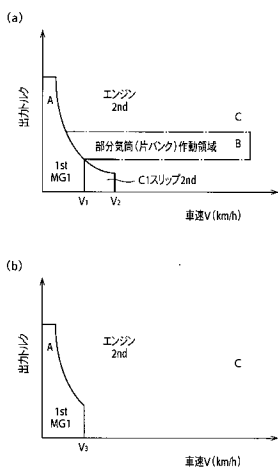 (a)
出力トルク
A
エンジン
2nd
C
部分気筒(片バンク)作動領域
B
1st
MG1
C1スリップ2nd
V₁
V₂
車速V(km/h)
(b)
出力トルク
A
エンジン
2nd
C
1st
MG1
V₃
車速V(km/h)